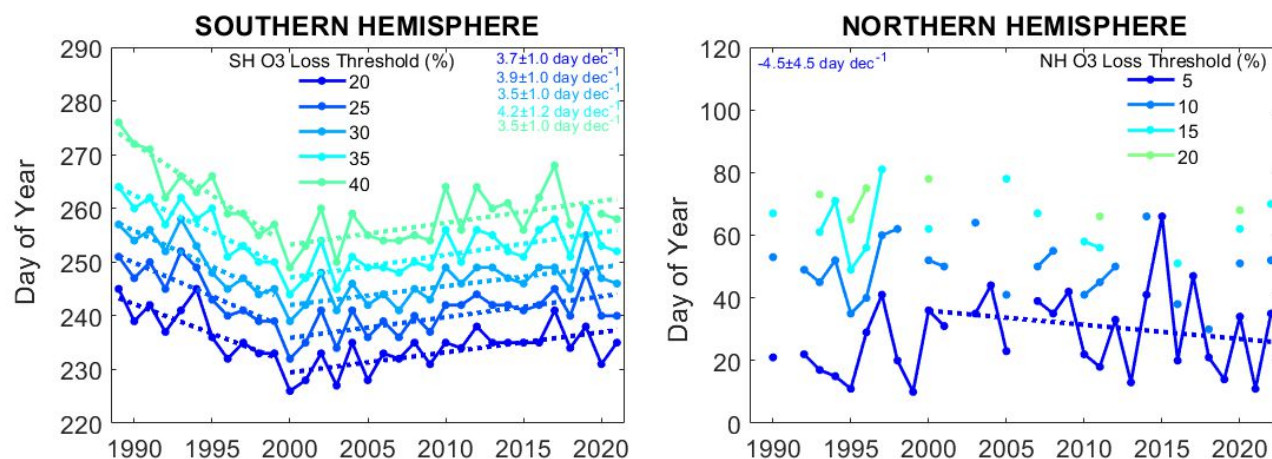 SOUTHERN HEMISPHERE
290
280
270
260
250
240
230
220
Day of Year
SH O3 Loss Threshold (%)
20
25
30
35
40
3.7±1.0 day dec⁻¹
3.9±1.0 day dec⁻¹
3.5±1.0 day dec⁻¹
4.2±1.2 day dec⁻¹
3.5±1.0 day dec⁻¹
1990 1995 2000 2005 2010 2015 2020
NORTHERN HEMISPHERE
120
100
80
60
40
20
0
Day of Year
-4.5±4.5 day dec⁻¹
NH O3 Loss Threshold (%)
5
10
15
20
1990 1995 2000 2005 2010 2015 2020